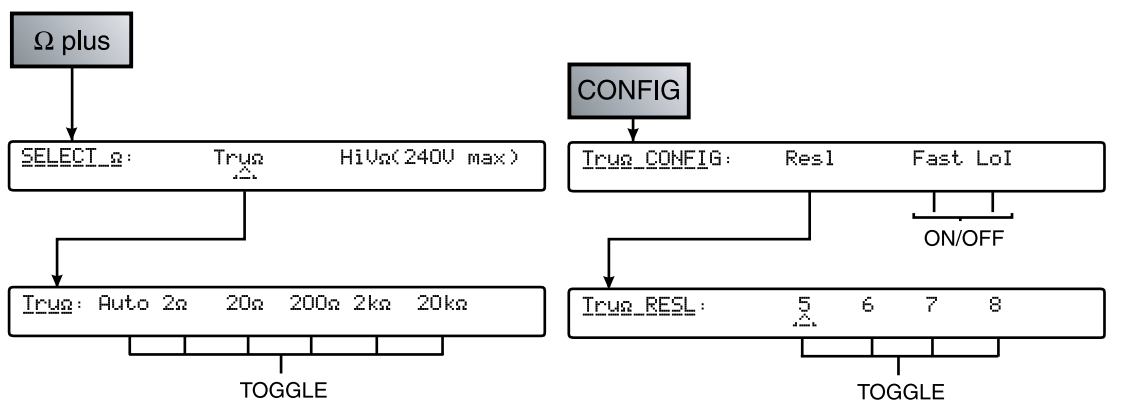 Ω plus
SELECT Ω: TruΩ HiVΩ(240V max)
TruΩ: Auto 2Ω 20Ω 200Ω 2kΩ 20kΩ
TOGGLE
CONFIG
TruΩ CONFIG: Resl Fast LoI
ON/OFF
TruΩ RESL: 5 6 7 8
TOGGLE